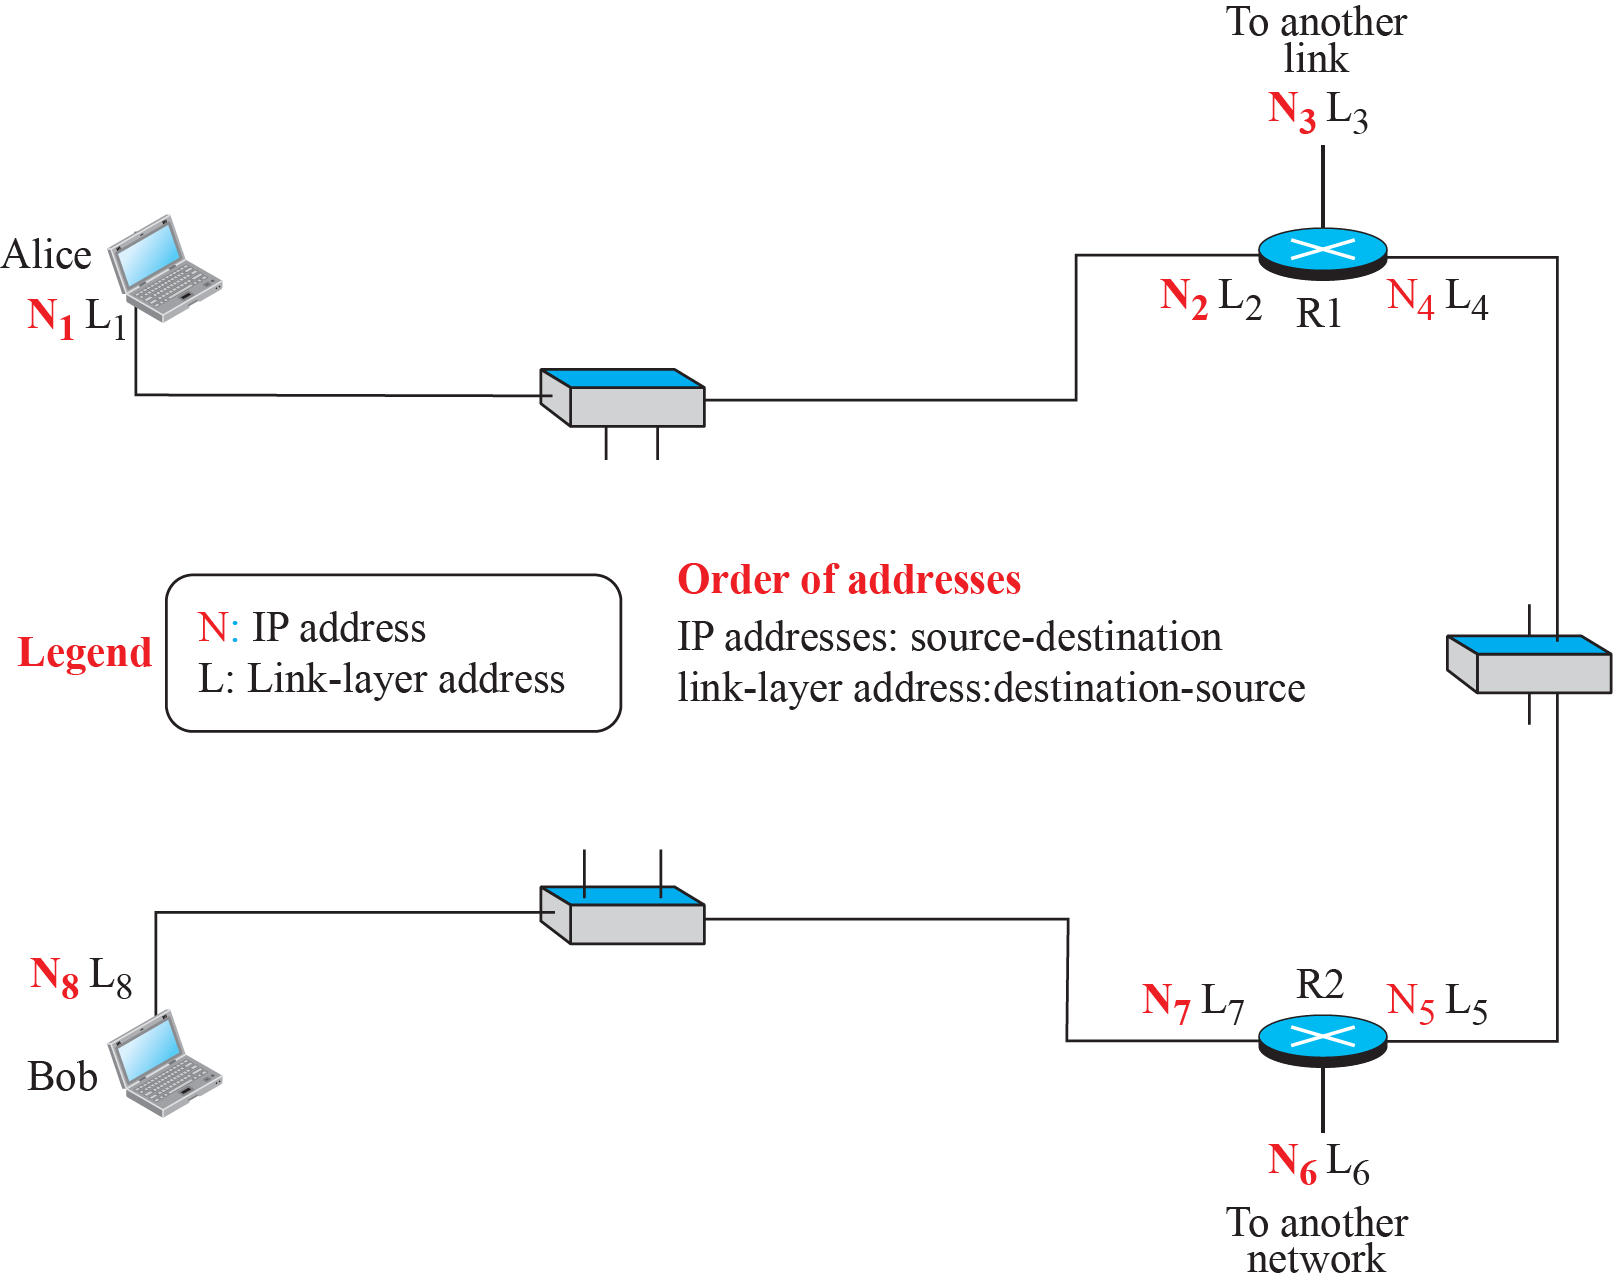 To another
link
N3 L3
Alice
N1 L1
N2 L2
R1
N4 L4
Order of addresses
IP addresses: source-destination
link-layer address:destination-source
Legend
N: IP address
L: Link-layer address
N8 L8
Bob
N7 L7
R2
N5 L5
N6 L6
To another
network